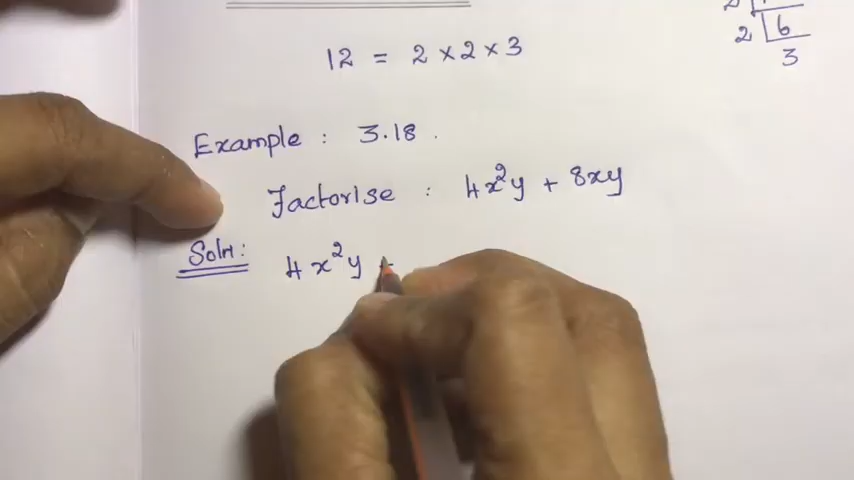 12 = 2 × 2 × 3
2 6
3
Example : 3.18 .
Factorise : 4x²y + 8xy
Soln: 4x²y +